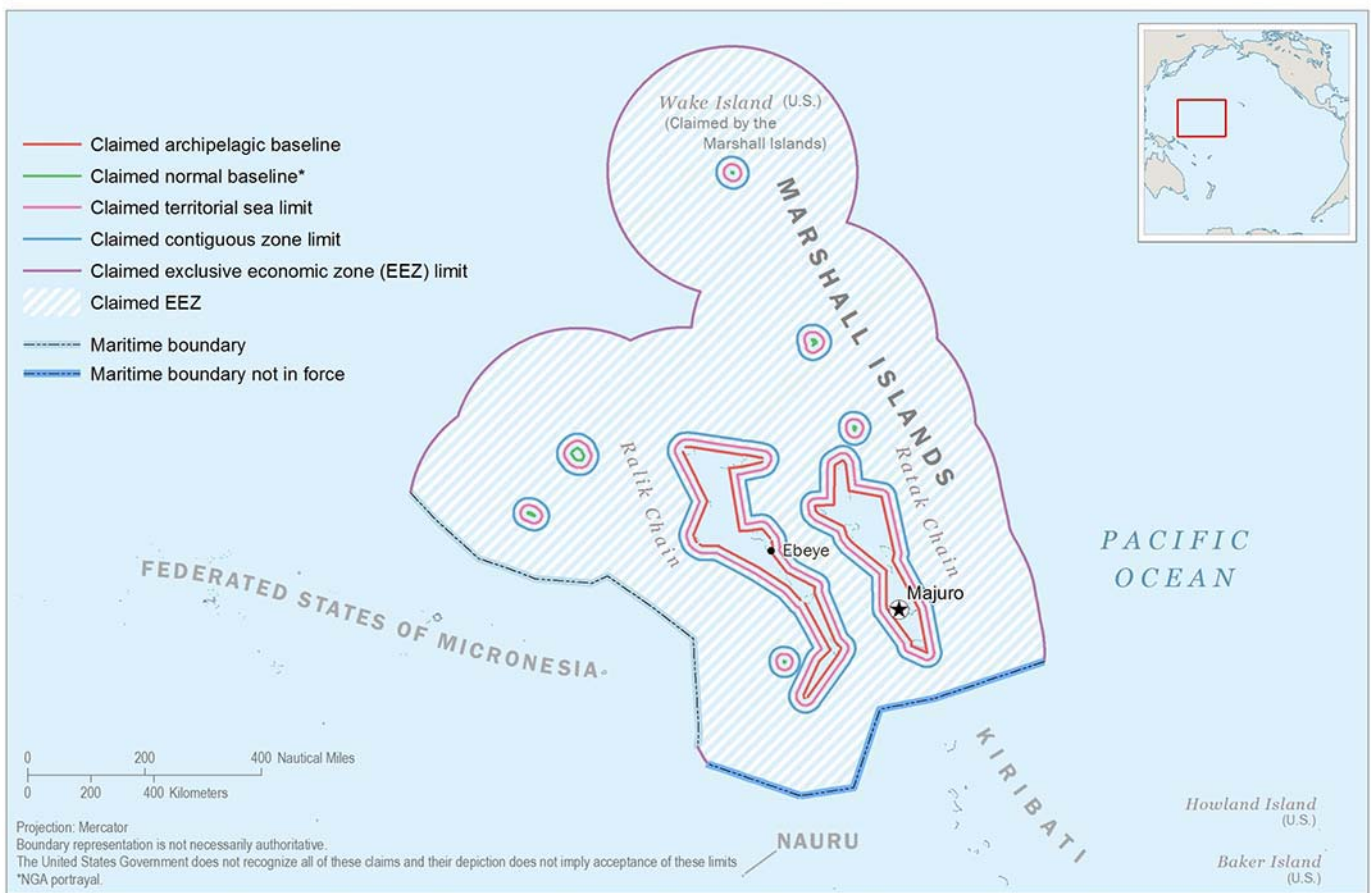 Wake Island (U.S.)
(Claimed by the
Marshall Islands)
Claimed archipelagic baseline
Claimed normal baseline*
Claimed territorial sea limit
Claimed contiguous zone limit
Claimed exclusive economic zone (EEZ) limit
Claimed EEZ
Maritime boundary
Maritime boundary not in force
MARSHALL ISLANDS
Ralik Chain
Ratak Chain
Ebeye
Majuro
PACIFIC
OCEAN
FEDERATED STATES OF MICRONESIA
KIRIBATI
NAURU
Howland Island
(U.S.)
Baker Island
(U.S.)
0 200 400 Nautical Miles
0 200 400 Kilometers
Projection: Mercator
Boundary representation is not necessarily authoritative.
The United States Government does not recognize all of these claims and their depiction does not imply acceptance of these limits
*NGA portrayal.